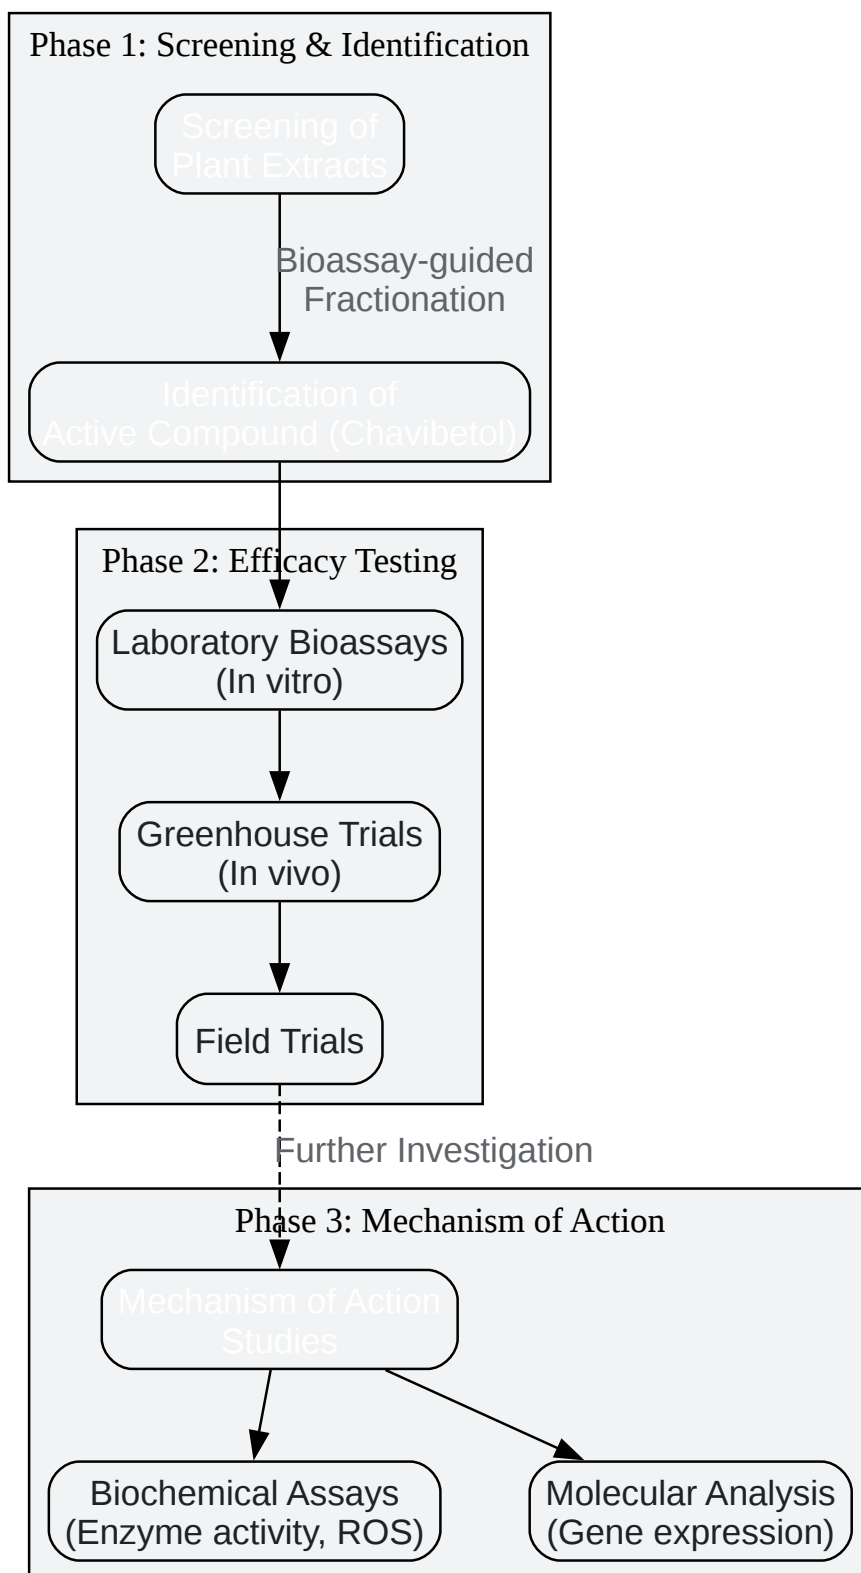 Phase 1: Screening & Identification
Screening of
Plant Extracts
Bioassay-guided
Fractionation
Identification of
Active Compound (Chavibetol)
Phase 2: Efficacy Testing
Laboratory Bioassays
(In vitro)
Greenhouse Trials
(In vivo)
Field Trials
Further Investigation
Phase 3: Mechanism of Action
Mechanism of Action
Studies
Biochemical Assays
(Enzyme activity, ROS)
Molecular Analysis
(Gene expression)